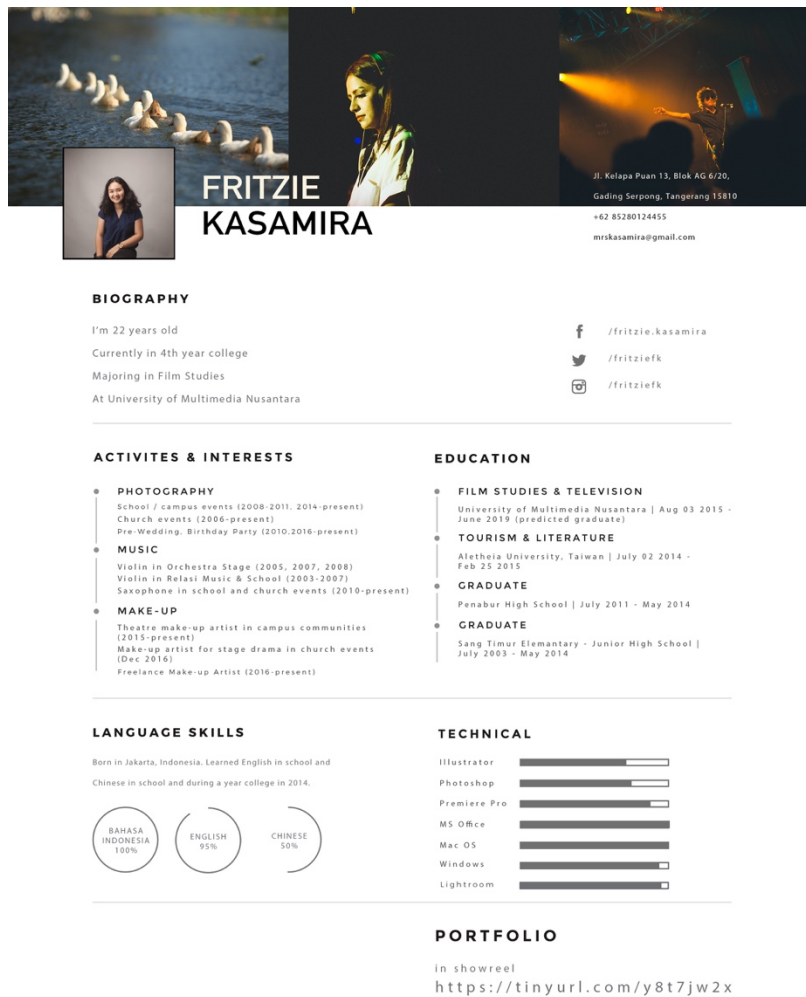 FRITZIE
KASAMIRA
Jl. Kelapa Puan 13, Blok AG 6/20,
Gading Serpong, Tangerang 15810
+62 85280124455
mrskasamira@gmail.com
BIOGRAPHY
I'm 22 years old
Currently in 4th year college
Majoring in Film Studies
At University of Multimedia Nusantara
/fritzie.kasamira
/fritziefk
/fritziefk
ACTIVITES & INTERESTS
PHOTOGRAPHY
School / campus events (2008-2011, 2014-present)
Church events (2006-present)
Pre-Wedding, Birthday Party (2010,2016-present)
MUSIC
Violin in Orchestra Stage (2005, 2007, 2008)
Violin in Relasi Music & School (2003-2007)
Saxophone in school and church events (2010-present)
MAKE-UP
Theatre make-up artist in campus communities
(2015-present)
Make-up artist for stage drama in church events
(Dec 2016)
Freelance Make-up Artist (2016-present)
EDUCATION
FILM STUDIES & TELEVISION
University of Multimedia Nusantara | Aug 03 2015 -
June 2019 (predicted graduate)
TOURISM & LITERATURE
Aletheia University, Taiwan | July 02 2014 -
Feb 25 2015
GRADUATE
Penabur High School | July 2011 - May 2014
GRADUATE
Sang Timur Elemantary - Junior High School |
July 2003 - May 2014
LANGUAGE SKILLS
Born in Jakarta, Indonesia. Learned English in school and
Chinese in school and during a year college in 2014.
BAHASA
INDONESIA
100%
ENGLISH
95%
CHINESE
50%
TECHNICAL
Illustrator
Photoshop
Premiere Pro
MS Office
Mac OS
Windows
Lightroom
PORTFOLIO
in showreel
https://tinyurl.com/y8t7jw2x